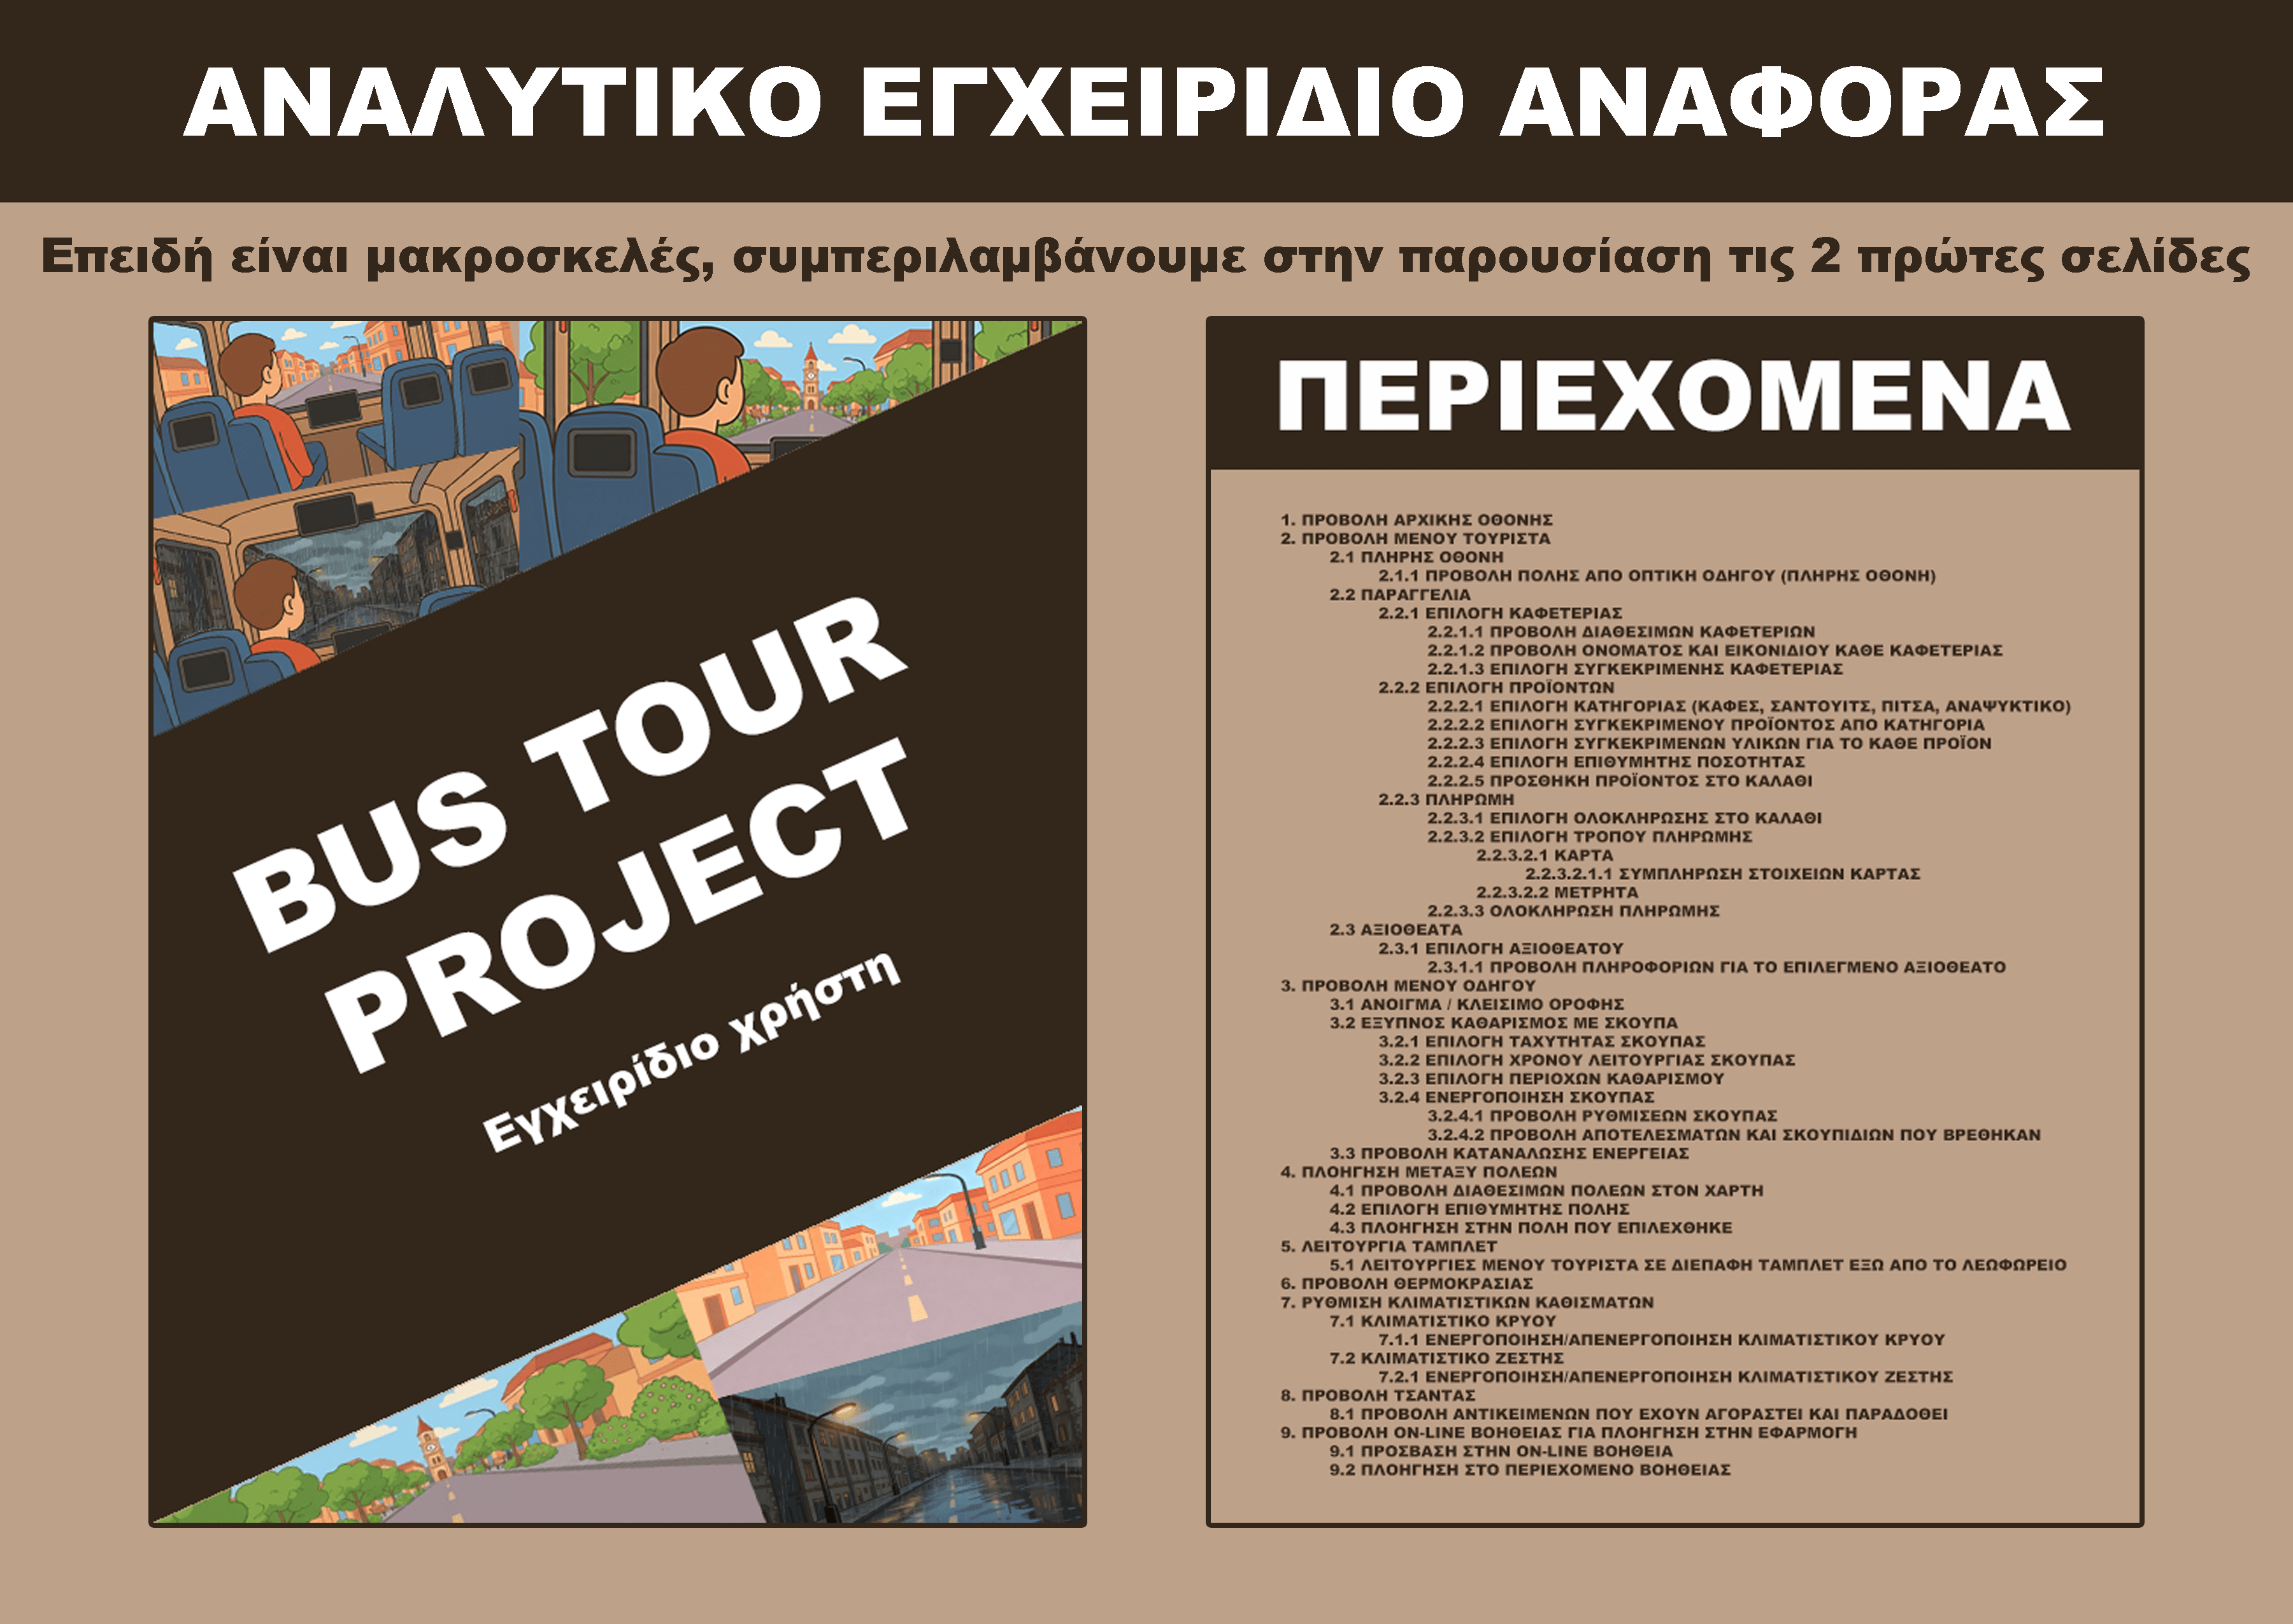 ΑΝΑΛΥΤΙΚΟ ΕΓΧΕΙΡΙΔΙΟ ΑΝΑΦΟΡΑΣ
Επειδή είναι μακροσκελές, συμπεριλαμβάνουμε στην παρουσίαση τις 2 πρώτες σελίδες
BUS TOUR
PROJECT
Εγχειρίδιο χρήστη
ΠΕΡΙΕΧΟΜΕΝΑ
1. ΠΡΟΒΟΛΗ ΑΡΧΙΚΗΣ ΟΘΟΝΗΣ
2. ΠΡΟΒΟΛΗ ΜΕΝΟΥ ΤΟΥΡΙΣΤΑ
2.1 ΠΛΗΡΗΣ ΟΘΟΝΗ
2.1.1 ΠΡΟΒΟΛΗ ΠΟΛΗΣ ΑΠΟ ΟΠΤΙΚΗ ΟΔΗΓΟΥ (ΠΛΗΡΗΣ ΟΘΟΝΗ)
2.2 ΠΑΡΑΓΓΕΛΙΑ
2.2.1 ΕΠΙΛΟΓΗ ΚΑΦΕΤΕΡΙΑΣ
2.2.1.1 ΠΡΟΒΟΛΗ ΔΙΑΘΕΣΙΜΩΝ ΚΑΦΕΤΕΡΙΩΝ
2.2.1.2 ΠΡΟΒΟΛΗ ΟΝΟΜΑΤΟΣ ΚΑΙ ΕΙΚΟΝΙΔΙΟΥ ΚΑΘΕ ΚΑΦΕΤΕΡΙΑΣ
2.2.1.3 ΕΠΙΛΟΓΗ ΣΥΓΚΕΚΡΙΜΕΝΗΣ ΚΑΦΕΤΕΡΙΑΣ
2.2.2 ΕΠΙΛΟΓΗ ΠΡΟΪΟΝΤΩΝ
2.2.2.1 ΕΠΙΛΟΓΗ ΚΑΤΗΓΟΡΙΑΣ (ΚΑΦΕΣ, ΣΑΝΤΟΥΙΤΣ, ΠΙΤΣΑ, ΑΝΑΨΥΚΤΙΚΟ)
2.2.2.2 ΕΠΙΛΟΓΗ ΣΥΓΚΕΚΡΙΜΕΝΟΥ ΠΡΟΪΟΝΤΟΣ ΑΠΟ ΚΑΤΗΓΟΡΙΑ
2.2.2.3 ΕΠΙΛΟΓΗ ΣΥΓΚΕΚΡΙΜΕΝΩΝ ΥΛΙΚΩΝ ΓΙΑ ΤΟ ΚΑΘΕ ΠΡΟΪΟΝ
2.2.2.4 ΕΠΙΛΟΓΗ ΕΠΙΘΥΜΗΤΗΣ ΠΟΣΟΤΗΤΑΣ
2.2.2.5 ΠΡΟΣΘΗΚΗ ΠΡΟΪΟΝΤΟΣ ΣΤΟ ΚΑΛΑΘΙ
2.2.3 ΠΛΗΡΩΜΗ
2.2.3.1 ΕΠΙΛΟΓΗ ΟΛΟΚΛΗΡΩΣΗΣ ΣΤΟ ΚΑΛΑΘΙ
2.2.3.2 ΕΠΙΛΟΓΗ ΤΡΟΠΟΥ ΠΛΗΡΩΜΗΣ
2.2.3.2.1 ΚΑΡΤΑ
2.2.3.2.1.1 ΣΥΜΠΛΗΡΩΣΗ ΣΤΟΙΧΕΙΩΝ ΚΑΡΤΑΣ
2.2.3.2.2 ΜΕΤΡΗΤΑ
2.2.3.3 ΟΛΟΚΛΗΡΩΣΗ ΠΛΗΡΩΜΗΣ
2.3 ΑΞΙΟΘΕΑΤΑ
2.3.1 ΕΠΙΛΟΓΗ ΑΞΙΟΘΕΑΤΟΥ
2.3.1.1 ΠΡΟΒΟΛΗ ΠΛΗΡΟΦΟΡΙΩΝ ΓΙΑ ΤΟ ΕΠΙΛΕΓΜΕΝΟ ΑΞΙΟΘΕΑΤΟ
3. ΠΡΟΒΟΛΗ ΜΕΝΟΥ ΟΔΗΓΟΥ
3.1 ΑΝΟΙΓΜΑ / ΚΛΕΙΣΙΜΟ ΟΡΟΦΗΣ
3.2 ΕΞΥΠΝΟΣ ΚΑΘΑΡΙΣΜΟΣ ΜΕ ΣΚΟΥΠΑ
3.2.1 ΕΠΙΛΟΓΗ ΤΑΧΥΤΗΤΑΣ ΣΚΟΥΠΑΣ
3.2.2 ΕΠΙΛΟΓΗ ΧΡΟΝΟΥ ΛΕΙΤΟΥΡΓΙΑΣ ΣΚΟΥΠΑΣ
3.2.3 ΕΠΙΛΟΓΗ ΠΕΡΙΟΧΩΝ ΚΑΘΑΡΙΣΜΟΥ
3.2.4 ΕΝΕΡΓΟΠΟΙΗΣΗ ΣΚΟΥΠΑΣ
3.2.4.1 ΠΡΟΒΟΛΗ ΡΥΘΜΙΣΕΩΝ ΣΚΟΥΠΑΣ
3.2.4.2 ΠΡΟΒΟΛΗ ΑΠΟΤΕΛΕΣΜΑΤΩΝ ΚΑΙ ΣΚΟΥΠΙΔΙΩΝ ΠΟΥ ΒΡΕΘΗΚΑΝ
3.3 ΠΡΟΒΟΛΗ ΚΑΤΑΝΑΛΩΣΗΣ ΕΝΕΡΓΕΙΑΣ
4. ΠΛΟΗΓΗΣΗ ΜΕΤΑΞΥ ΠΟΛΕΩΝ
4.1 ΠΡΟΒΟΛΗ ΔΙΑΘΕΣΙΜΩΝ ΠΟΛΕΩΝ ΣΤΟΝ ΧΑΡΤΗ
4.2 ΕΠΙΛΟΓΗ ΕΠΙΘΥΜΗΤΗΣ ΠΟΛΗΣ
4.3 ΠΛΟΗΓΗΣΗ ΣΤΗΝ ΠΟΛΗ ΠΟΥ ΕΠΙΛΕΧΘΗΚΕ
5. ΛΕΙΤΟΥΡΓΙΑ ΤΑΜΠΛΕΤ
5.1 ΛΕΙΤΟΥΡΓΙΕΣ ΜΕΝΟΥ ΤΟΥΡΙΣΤΑ ΣΕ ΔΙΕΠΑΦΗ ΤΑΜΠΛΕΤ ΕΞΩ ΑΠΟ ΤΟ ΛΕΩΦΩΡΕΙΟ
6. ΠΡΟΒΟΛΗ ΘΕΡΜΟΚΡΑΣΙΑΣ
7. ΡΥΘΜΙΣΗ ΚΛΙΜΑΤΙΣΤΙΚΩΝ ΚΑΘΙΣΜΑΤΩΝ
7.1 ΚΛΙΜΑΤΙΣΤΙΚΟ ΚΡΥΟΥ
7.1.1 ΕΝΕΡΓΟΠΟΙΗΣΗ/ΑΠΕΝΕΡΓΟΠΟΙΗΣΗ ΚΛΙΜΑΤΙΣΤΙΚΟΥ ΚΡΥΟΥ
7.2 ΚΛΙΜΑΤΙΣΤΙΚΟ ΖΕΣΤΗΣ
7.2.1 ΕΝΕΡΓΟΠΟΙΗΣΗ/ΑΠΕΝΕΡΓΟΠΟΙΗΣΗ ΚΛΙΜΑΤΙΣΤΙΚΟΥ ΖΕΣΤΗΣ
8. ΠΡΟΒΟΛΗ ΤΣΑΝΤΑΣ
8.1 ΠΡΟΒΟΛΗ ΑΝΤΙΚΕΙΜΕΝΩΝ ΠΟΥ ΕΧΟΥΝ ΑΓΟΡΑΣΤΕΙ ΚΑΙ ΠΑΡΑΔΟΘΕΙ
9. ΠΡΟΒΟΛΗ ON-LINE ΒΟΗΘΕΙΑΣ ΓΙΑ ΠΛΟΗΓΗΣΗ ΣΤΗΝ ΕΦΑΡΜΟΓΗ
9.1 ΠΡΟΣΒΑΣΗ ΣΤΗΝ ON-LINE ΒΟΗΘΕΙΑ
9.2 ΠΛΟΗΓΗΣΗ ΣΤΟ ΠΕΡΙΕΧΟΜΕΝΟ ΒΟΗΘΕΙΑΣ